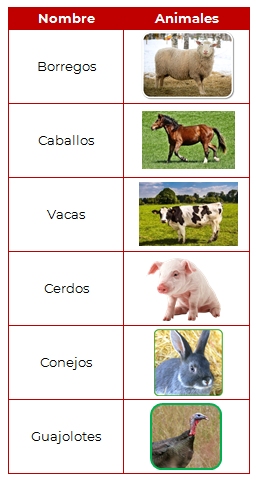 Nombre Animales
Borregos
Caballos
Vacas
Cerdos
Conejos
Guajolotes